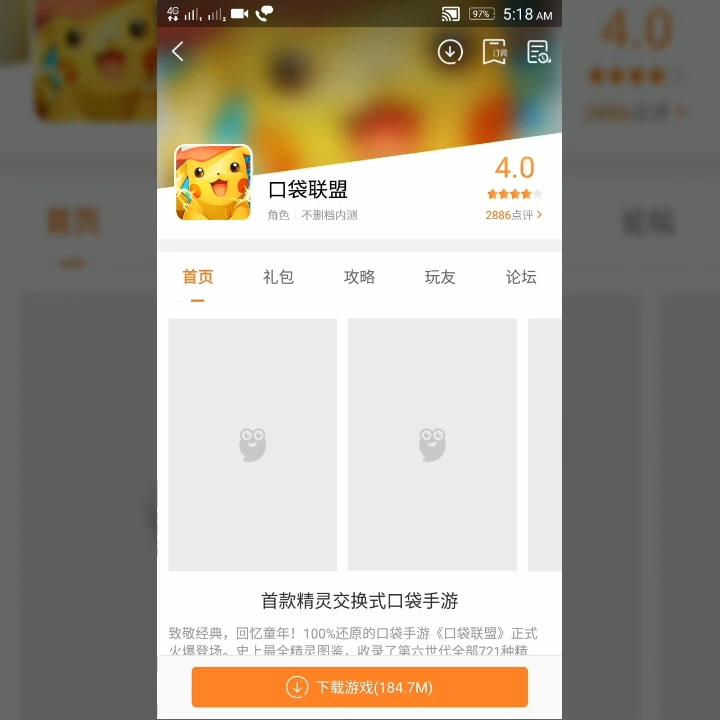 4G 97% 5:18 AM
订阅
口袋联盟
角色 不删档内测
4.0
2886点评
首页 礼包 攻略 玩友 论坛
首款精灵交换式口袋手游
致敬经典，回忆童年！100%还原的口袋手游《口袋联盟》正式
火爆登场。史上最全精灵图鉴，收录了第六世代全部721种精
下载游戏(184.7M)